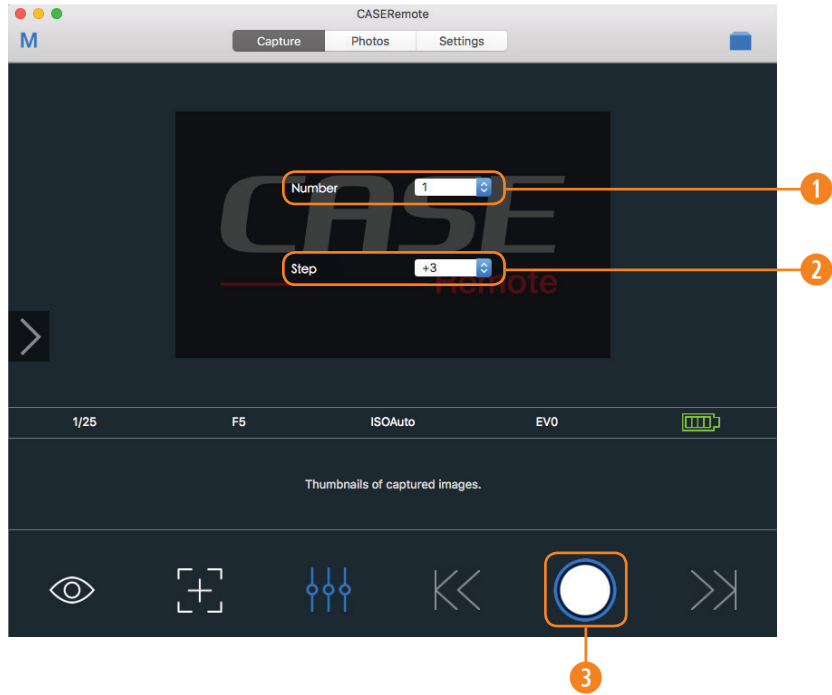 CASERemote
M
Capture Photos Settings
CASE
Remote
Number 1
1
Step +3
2
1/25 F5 ISOAuto EV0
Thumbnails of captured images.
3